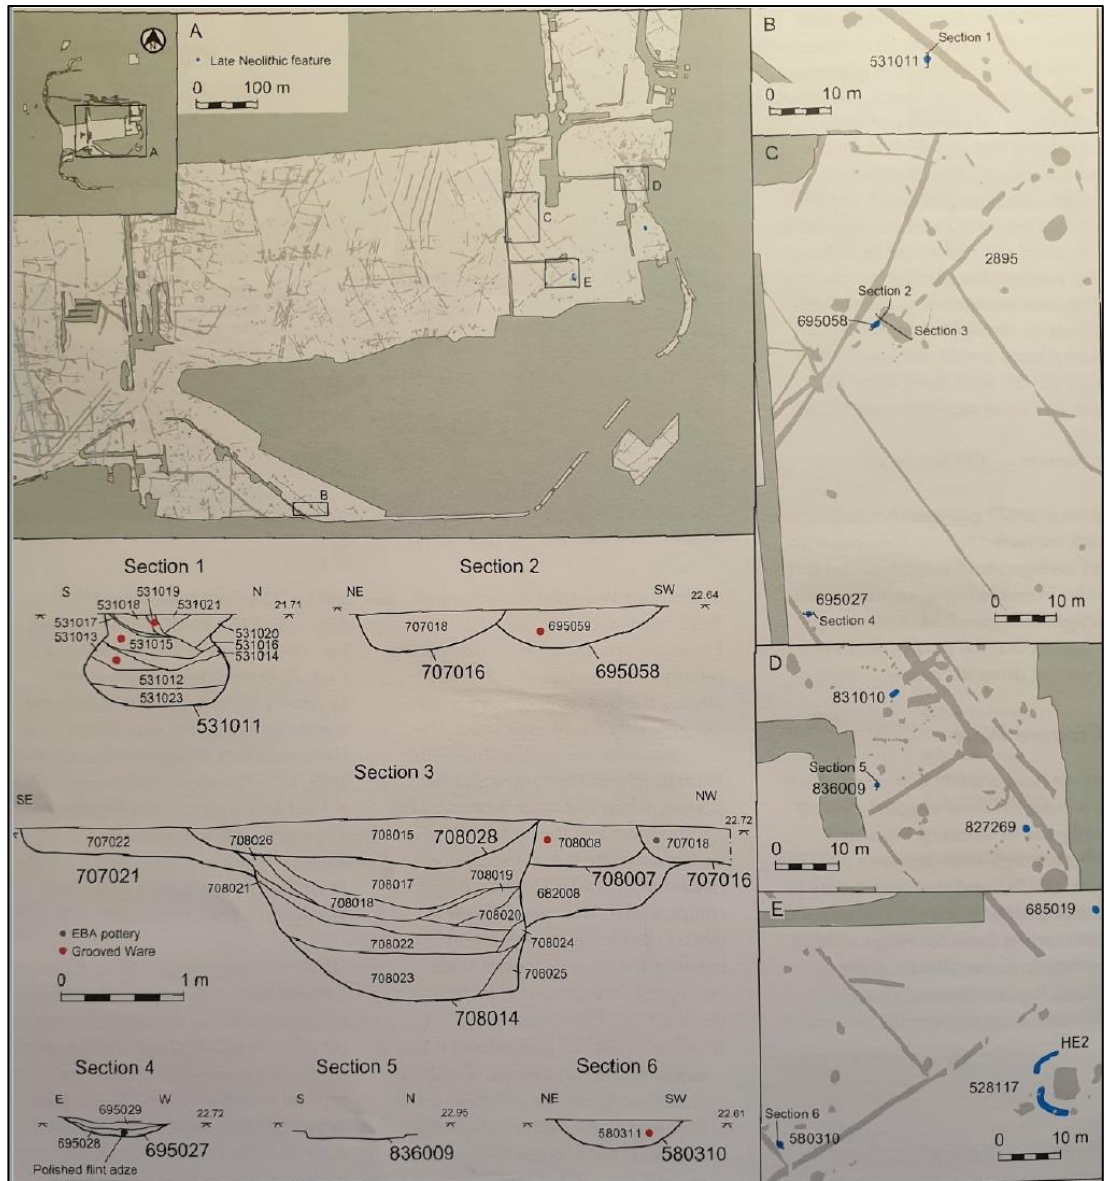 N
A
Late Neolithic feature
0 100 m
A
C
D
E
B
B
Section 1
531011
0 10 m
C
2895
Section 2
695058
Section 3
695027
Section 4
0 10 m
D
831010
Section 5
836009
827269
0 10 m
E
685019
HE2
528117
Section 6
580310
0 10 m
Section 1
S N
21.71
531019
531018 531021
531017
531013
531015
531020
531016
531014
531012
531023
531011
Section 2
NE SW
22.64
707018
695059
707016
695058
Section 3
SE NW
22.72
707022
708026
708015
708028
708008
707018
707021
708021
708017
708018
708019
708007
707016
682008
708020
708022
708024
708023
708025
708014
EBA pottery
Grooved Ware
0 1 m
Section 4
E W
22.72
695029
695028
695027
Polished flint adze
Section 5
S N
22.95
836009
Section 6
NE SW
22.61
580311
580310